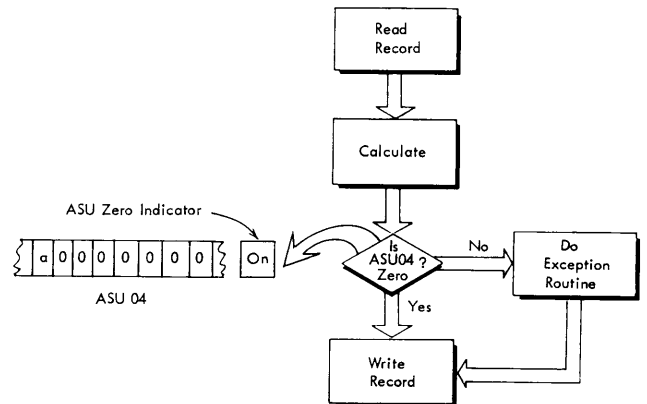 Read
Record
Calculate
ASU Zero Indicator
a 0 0 0 0 0 0 0
On
ASU 04
Is
ASU04 ?
Zero
No
Do
Exception
Routine
Yes
Write
Record